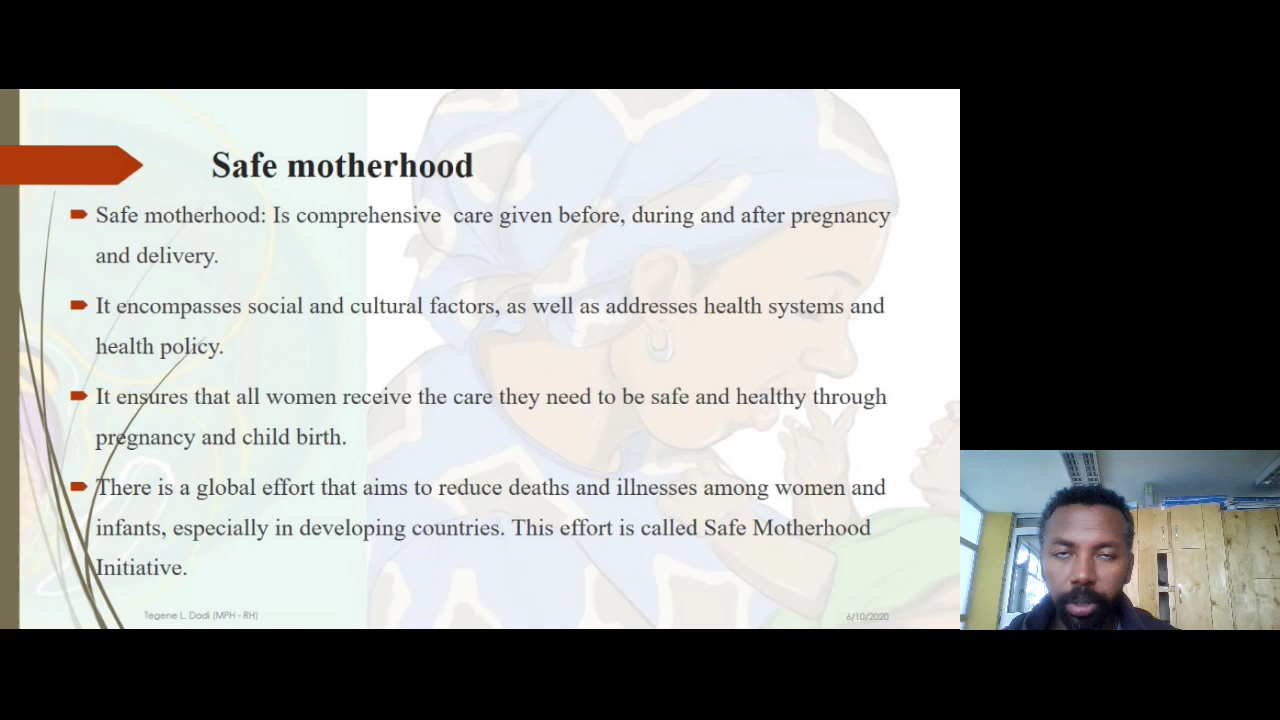 Safe motherhood
Safe motherhood: Is comprehensive care given before, during and after pregnancy
and delivery.
It encompasses social and cultural factors, as well as addresses health systems and
health policy.
It ensures that all women receive the care they need to be safe and healthy through
pregnancy and child birth.
There is a global effort that aims to reduce deaths and illnesses among women and
infants, especially in developing countries. This effort is called Safe Motherhood
Initiative.
Tegene L. Dadi (MPH - RH)
6/10/2020